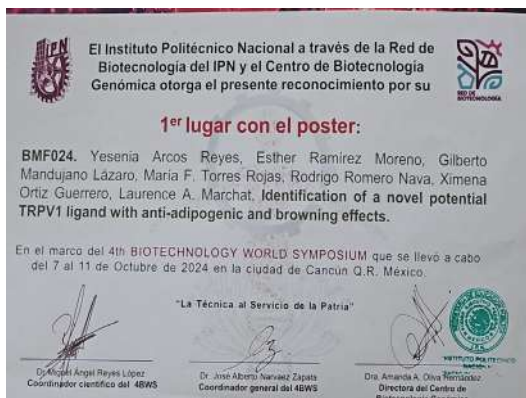 IPN
El Instituto Politécnico Nacional a través de la Red de
Biotecnología del IPN y el Centro de Biotecnología
Genómica otorga el presente reconocimiento por su
RED DE
BIOTECNOLOGÍA
1er lugar con el poster:
BMF024. Yesenia Arcos Reyes, Esther Ramírez Moreno, Gilberto
Mandujano Lázaro, María F. Torres Rojas, Rodrigo Romero Nava, Ximena
Ortiz Guerrero, Laurence A. Marchat, Identification of a novel potential
TRPV1 ligand with anti-adipogenic and browning effects.
En el marco del 4th BIOTECHNOLOGY WORLD SYMPOSIUM que se llevó a cabo
del 7 al 11 de Octubre de 2024 en la ciudad de Cancún Q.R. México.
"La Técnica al Servicio de la Patria"
INSTITUTO POLITECNICO
NACIONAL
Dr. Miguel Angel Reyes López
Coordinador científico del 4BWS
Dr. José Alberto Narváez Zapata
Coordinador general del 4BWS
Dra. Amanda A. Oliva Hernández
Directora del Centro de
Biotecnología Genómica